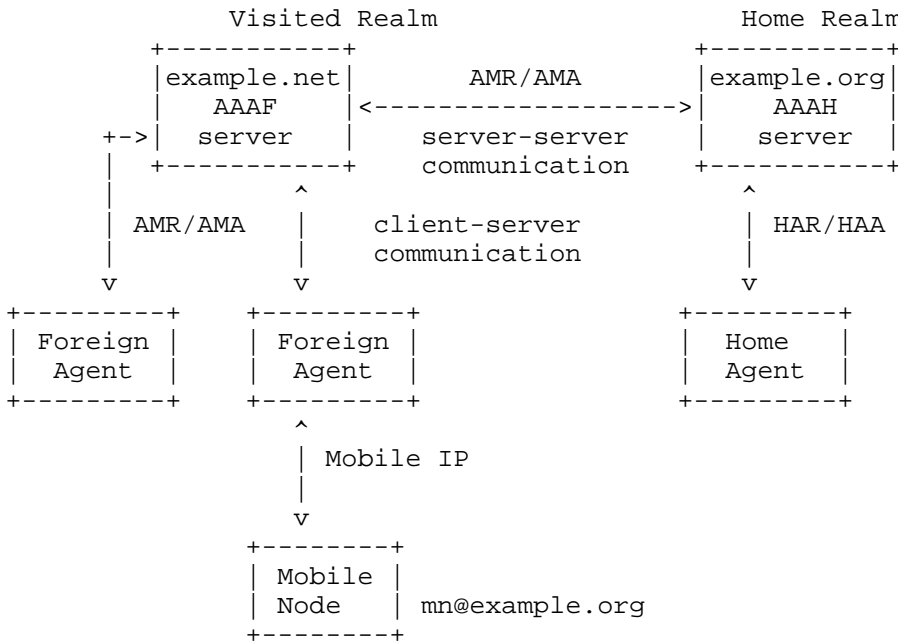 Visited Realm                     Home Realm
example.net          AMR/AMA          example.org
AAAF                                  AAAH
server           server-server           server
communication
AMR/AMA          client-server          HAR/HAA
communication
Foreign          Foreign          Home
Agent            Agent            Agent
Mobile IP
Mobile
Node          mn@example.org